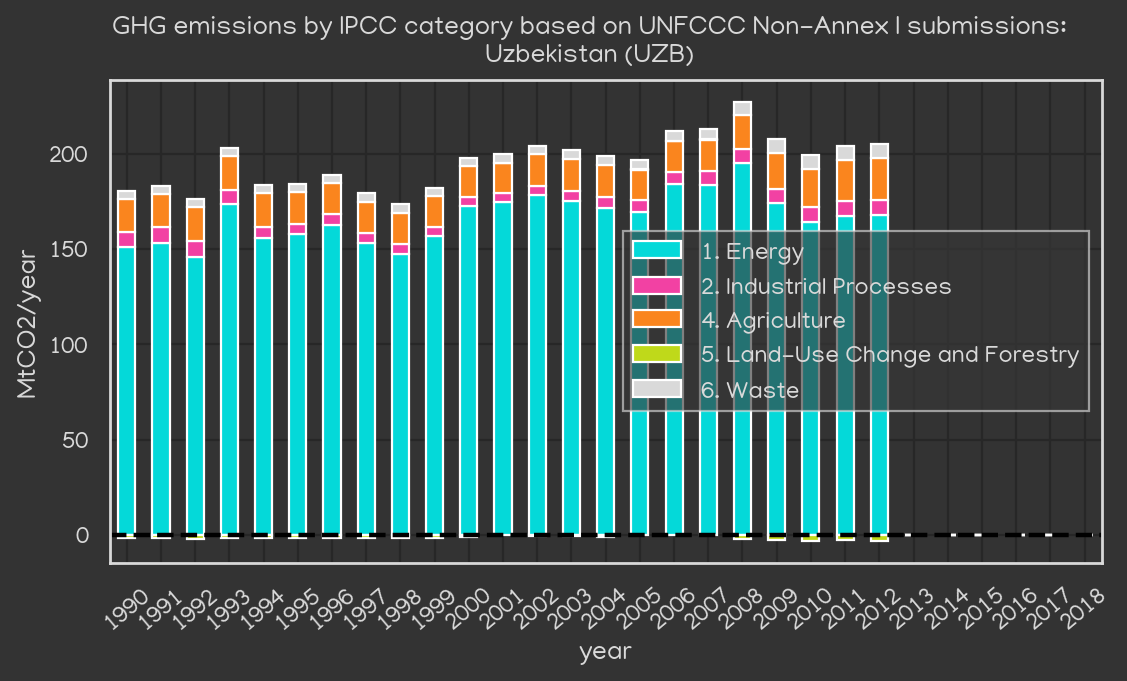 GHG emissions by IPCC category based on UNFCCC Non-Annex I submissions:
Uzbekistan (UZB)
MtCO2/year
200
150
100
50
0
1. Energy
2. Industrial Processes
4. Agriculture
5. Land-Use Change and Forestry
6. Waste
1990 1991 1992 1993 1994 1995 1996 1997 1998 1999 2000 2001 2002 2003 2004 2005 2006 2007 2008 2009 2010 2011 2012 2013 2014 2015 2016 2017 2018
year